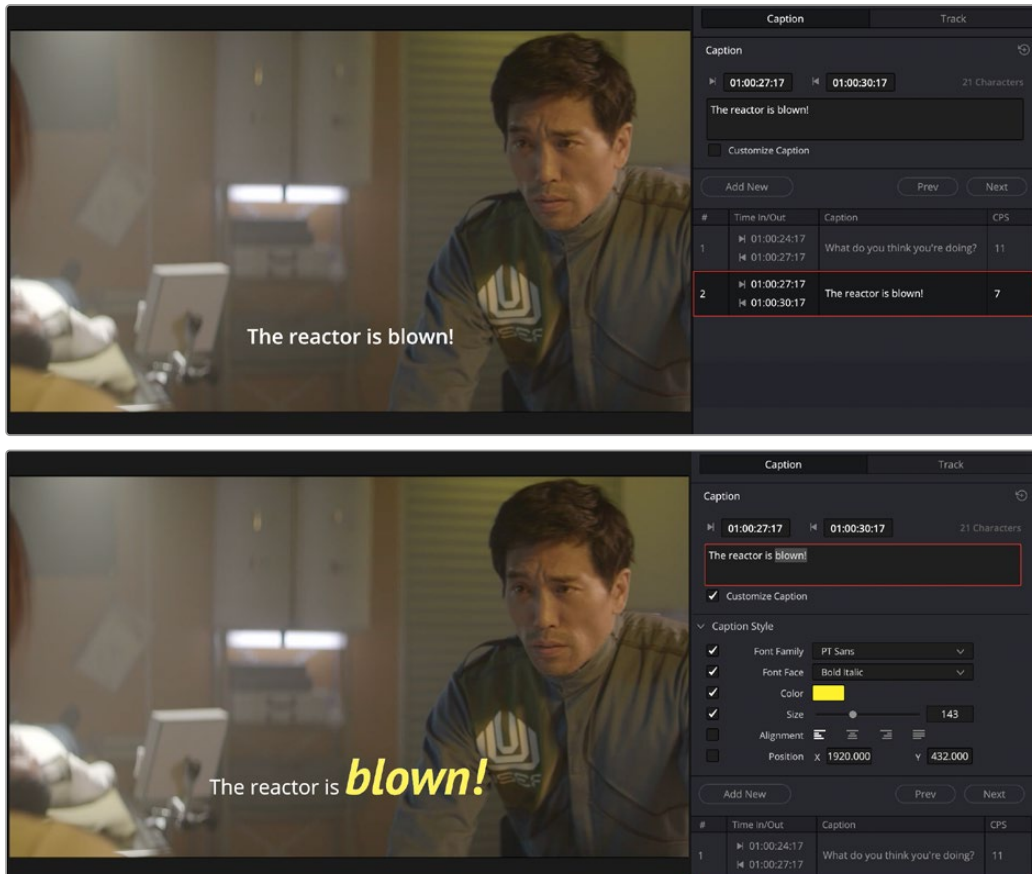 Caption Track
Caption
01:00:27:17 01:00:30:17 21 Characters
The reactor is blown!
Customize Caption
Add New Prev Next
# Time In/Out Caption CPS
1 01:00:24:17 01:00:27:17 What do you think you're doing? 11
2 01:00:27:17 01:00:30:17 The reactor is blown! 7
The reactor is blown!
Caption Track
Caption
01:00:27:17 01:00:30:17 21 Characters
The reactor is blown!
Customize Caption
Caption Style
Font Family PT Sans
Font Face Bold Italic
Color
Size 143
Alignment
Position X 1920.000 Y 432.000
The reactor is blown!
Add New Prev Next
# Time In/Out Caption CPS
1 01:00:24:17 01:00:27:17 What do you think you're doing? 11